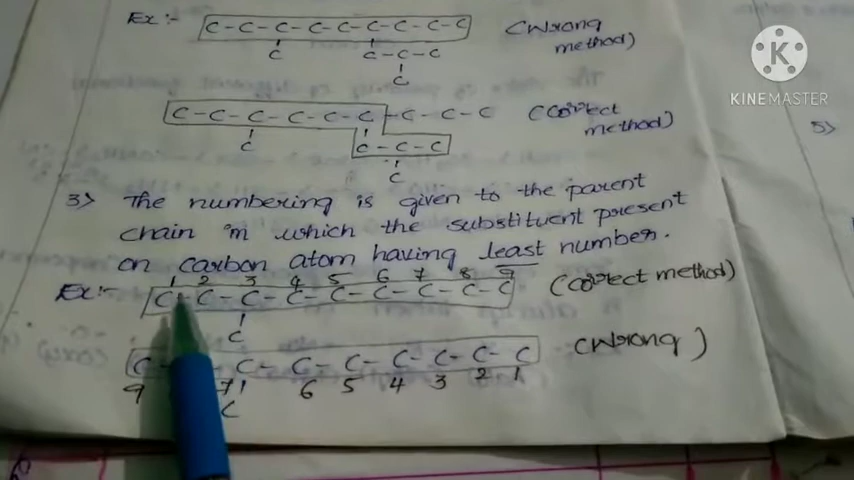 Ex:- C-C-C-C-C-C-C-C-C (Wrong
method)
C C-C-C
C
C-C-C-C-C-C-C-C-C-C (Correct
method)
C C-C-C
C
3> The numbering is given to the parent
chain in which the substituent present
on carbon atom having least number.
1 2 3 4 5 6 7 8 9
Ex:- C-C-C-C-C-C-C-C-C (Correct method)
C
C- C-C-C-C-C-C-C (Wrong)
9 7 6 5 4 3 2 1
C
KINEMASTER
5>